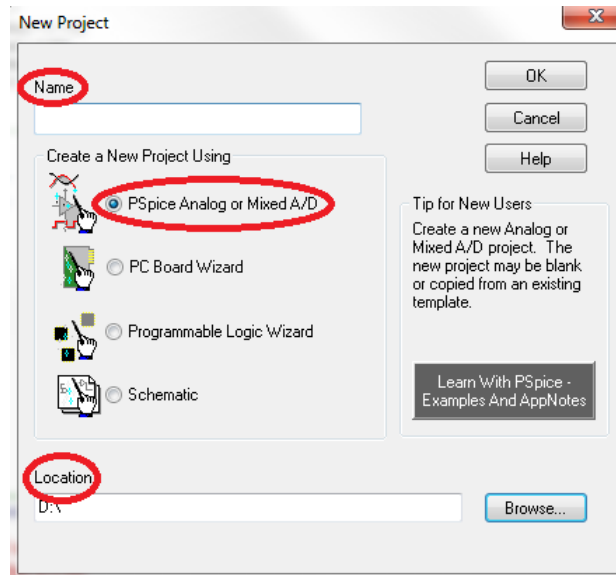 New Project
Name
OK
Cancel
Help
Create a New Project Using
PSpice Analog or Mixed A/D
PC Board Wizard
Programmable Logic Wizard
Schematic
Tip for New Users
Create a new Analog or
Mixed A/D project. The
new project may be blank
or copied from an existing
template.
Learn With PSpice -
Examples And AppNotes
Location
D:\
Browse...